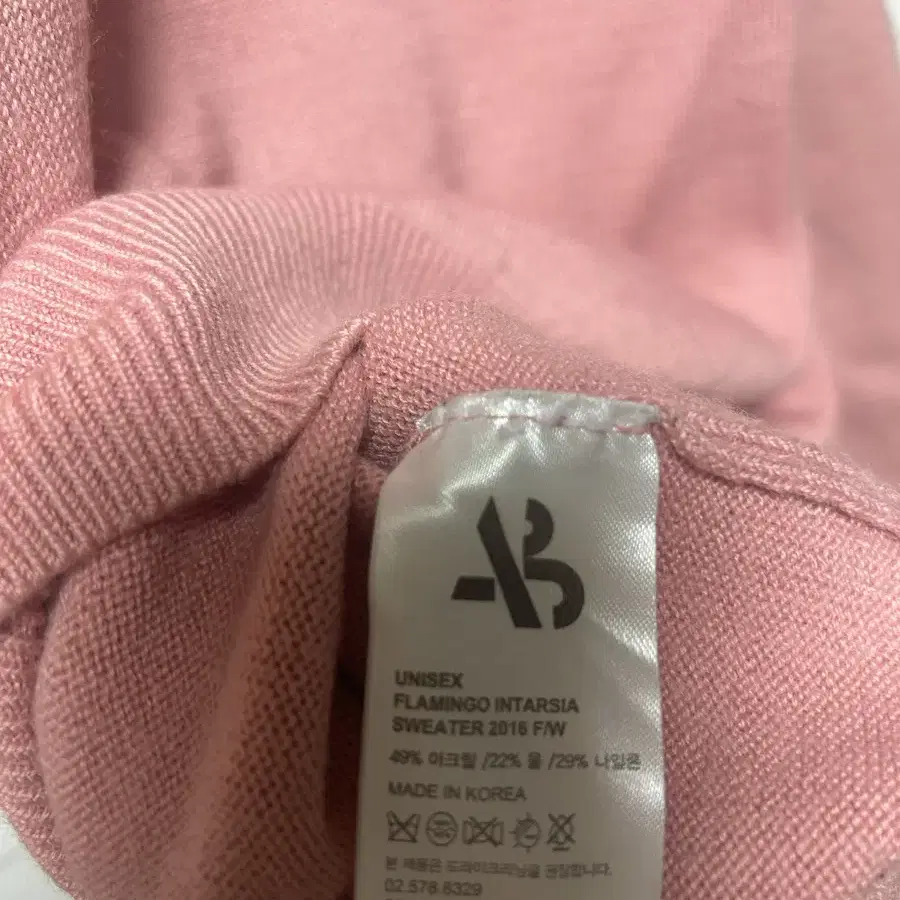 AB
UNISEX
FLAMINGO INTARSIA
SWEATER 2016 F/W
49% 아크릴 /22% 울 /29% 나일론
MADE IN KOREA
본 제품은 드라이크리닝을 권장합니다.
02.578.6329